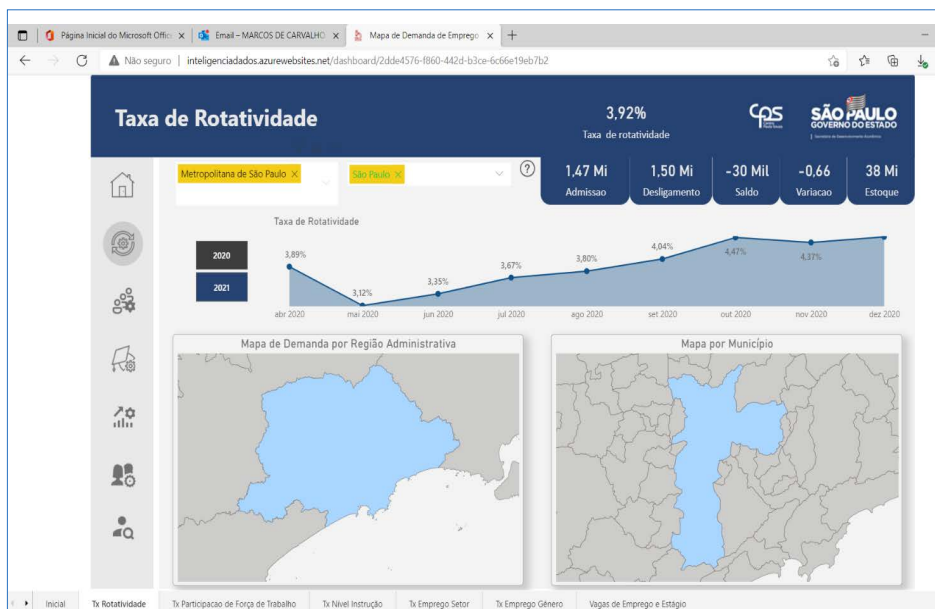 Página Inicial do Microsoft Offic
Email – MARCOS DE CARVALHO
Mapa de Demanda de Emprego
Não seguro | inteligenciadados.azurewebsites.net/dashboard/2dde4576-f860-442d-b3ce-6c66e19eb7b2
Taxa de Rotatividade
3,92%
Taxa de rotatividade
CPS
SÃO PAULO
GOVERNO DO ESTADO
Secretaria de Desenvolvimento Econômico
Metropolitana de São Paulo ×
São Paulo ×
?
1,47 Mi
Admissao
1,50 Mi
Desligamento
-30 Mil
Saldo
-0,66
Variacao
38 Mi
Estoque
Taxa de Rotatividade
2020
2021
3,89%
3,12%
3,35%
3,67%
3,80%
4,04%
4,47%
4,37%
abr 2020
mai 2020
jun 2020
jul 2020
ago 2020
set 2020
out 2020
nov 2020
dez 2020
Mapa de Demanda por Região Administrativa
Mapa por Município
Inicial
Tx Rotatividade
Tx Participacao de Força de Trabalho
Tx Nível Instrução
Tx Emprego Setor
Tx Emprego Gênero
Vagas de Emprego e Estágio